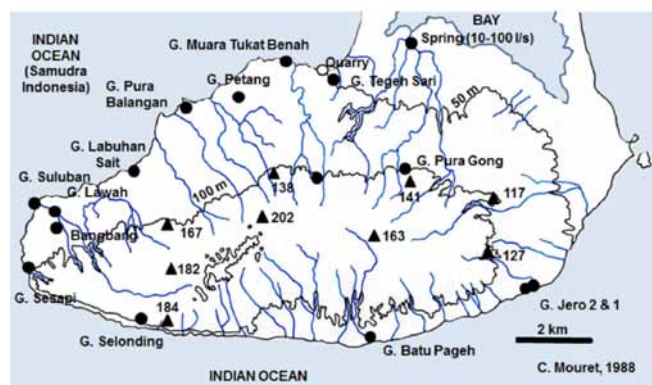 INDIAN
OCEAN
(Samudra
Indonesia)
BAY
Spring (10-100 l/s)
G. Muara Tukat Benah
Quarry
G. Petang
G. Tegeh Sari
G. Pura
Balangan
50 m
G. Labuhan
Sait
G. Pura Gong
G. Suluban
G. Lawah
100 m
138
141
117
Bangbang
167
202
163
127
182
G. Sesapi
184
G. Jero 2 & 1
G. Selonding
G. Batu Pageh
2 km
INDIAN OCEAN
C. Mouret, 1988